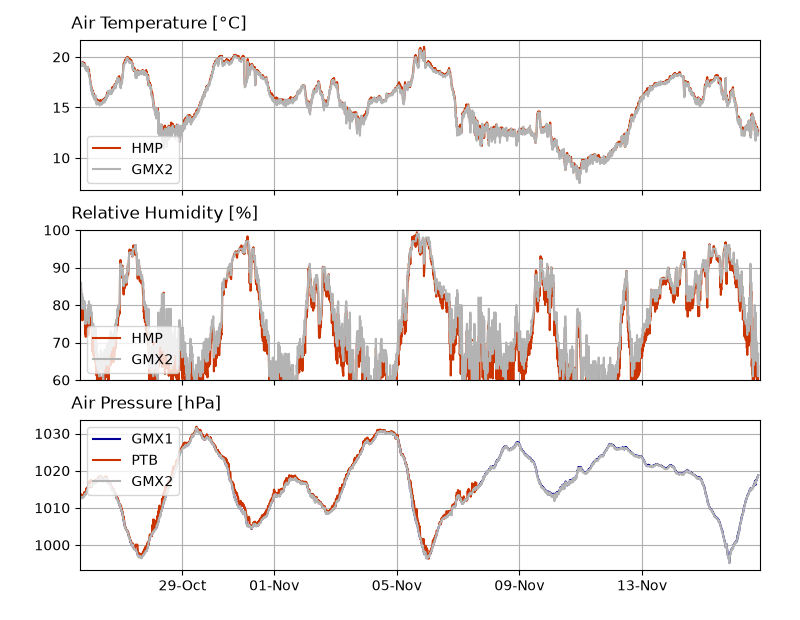 Air Temperature [°C]
20
15
10
HMP
GMX2
Relative Humidity [%]
100
90
80
70
60
HMP
GMX2
Air Pressure [hPa]
1030
1020
1010
1000
GMX1
PTB
GMX2
29-Oct 01-Nov 05-Nov 09-Nov 13-Nov